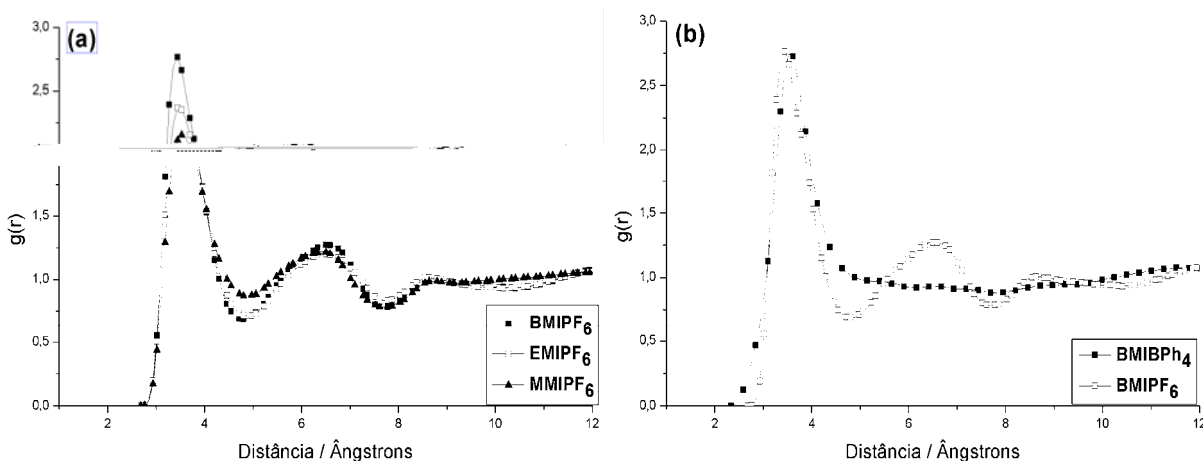 (a)
3,0
2,5
1,5
1,0
0,5
0,0
g(r)
2
4
6
8
10
12
Distância / Ângstrons
BMIPF6
EMIPF6
MMIPF6
(b)
3,0
2,5
2,0
1,5
1,0
0,5
0,0
g(r)
2
4
6
8
10
12
Distância / Ângstrons
BMIBPh4
BMIPF6